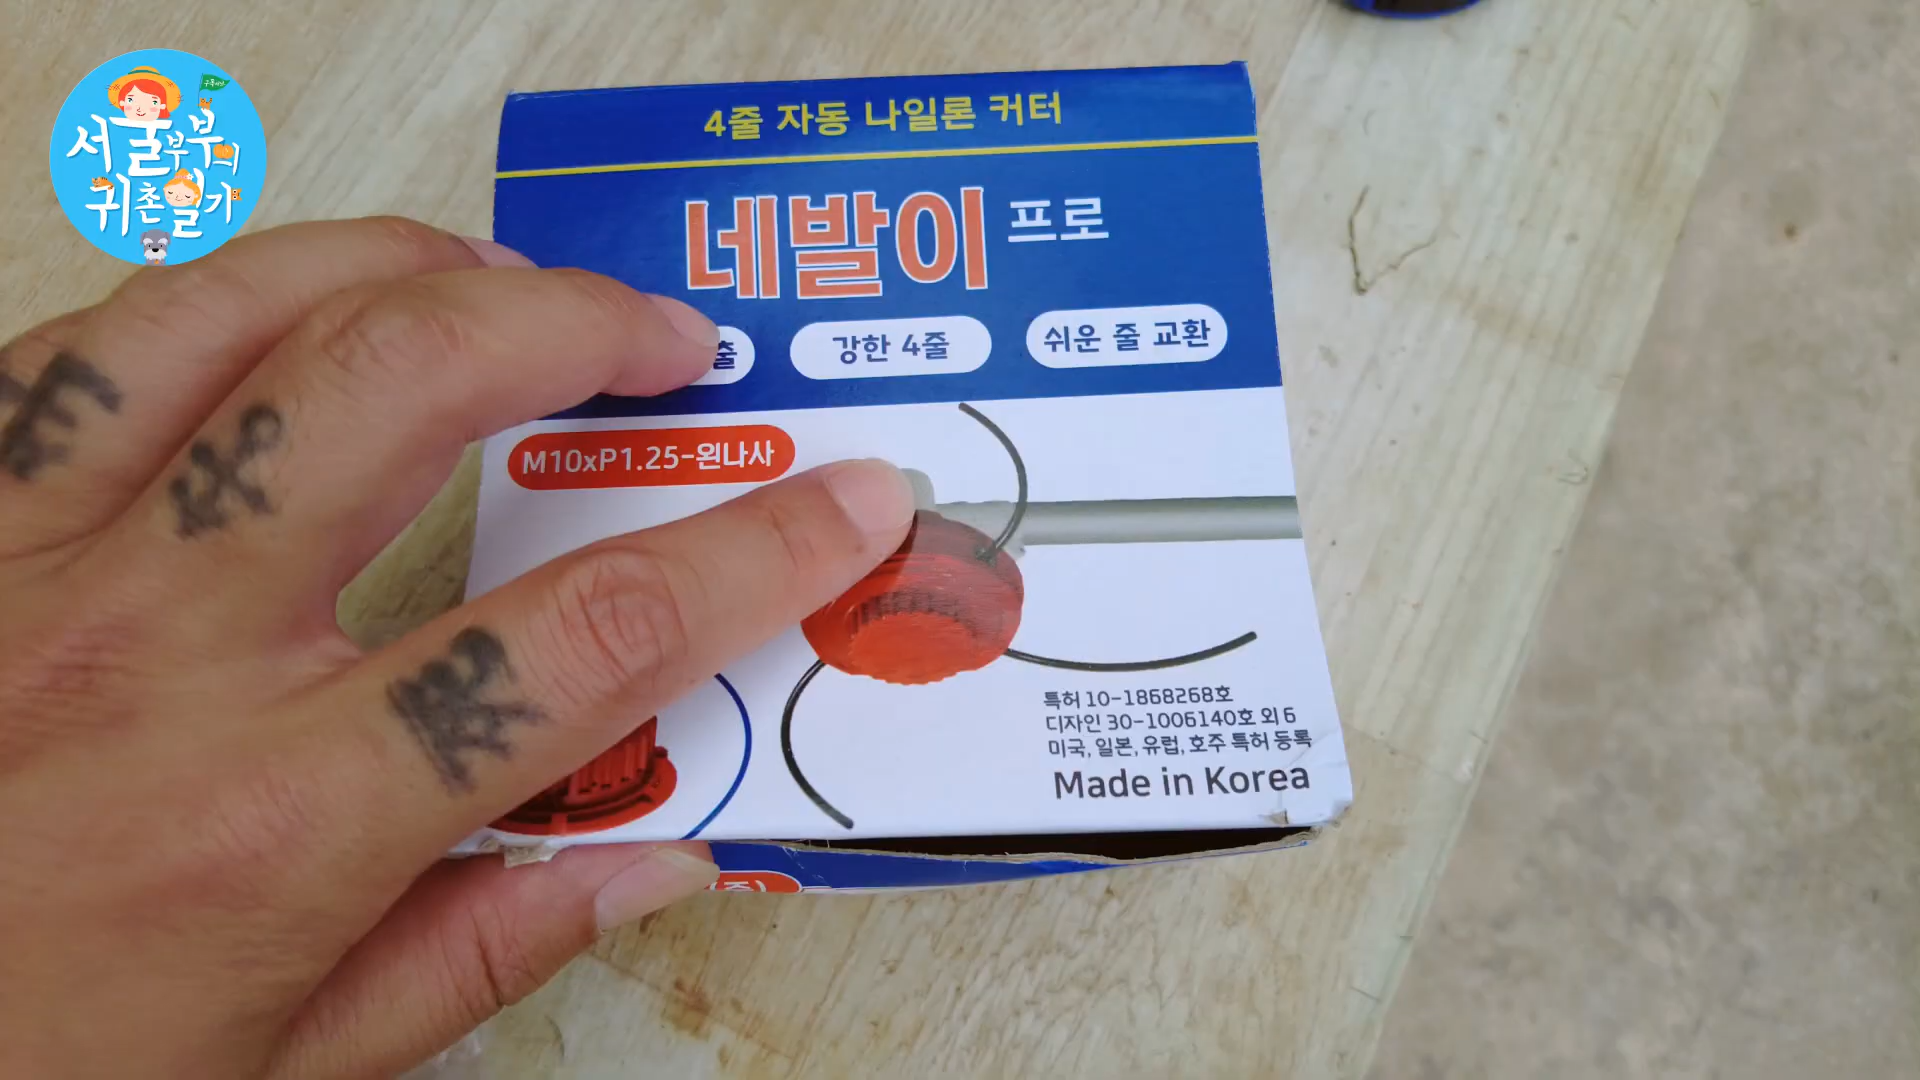 서울부부의
귀촌일기
4줄 자동 나일론 커터
네발이 프로
출
강한 4줄
쉬운 줄 교환
M10xP1.25-왼나사
특허 10-1868268호
디자인 30-1006140호 외 6
미국, 일본, 유럽, 호주 특허 등록
Made in Korea